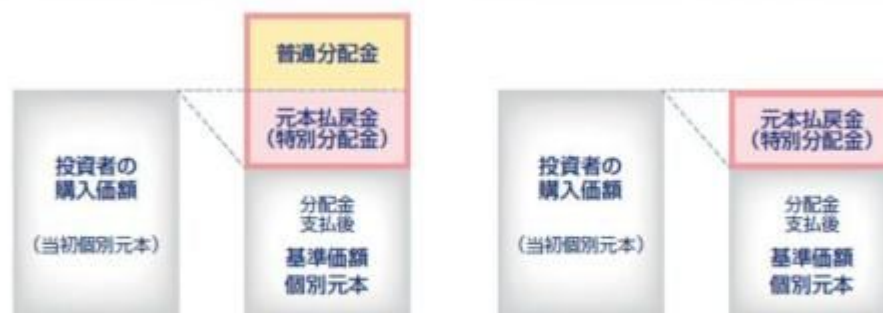 普通分配金
元本払戻金
(特別分配金)
投資者の
購入価額
(当初個別元本)
分配金
支払後
基準価額
個別元本
元本払戻金
(特別分配金)
投資者の
購入価額
(当初個別元本)
分配金
支払後
基準価額
個別元本